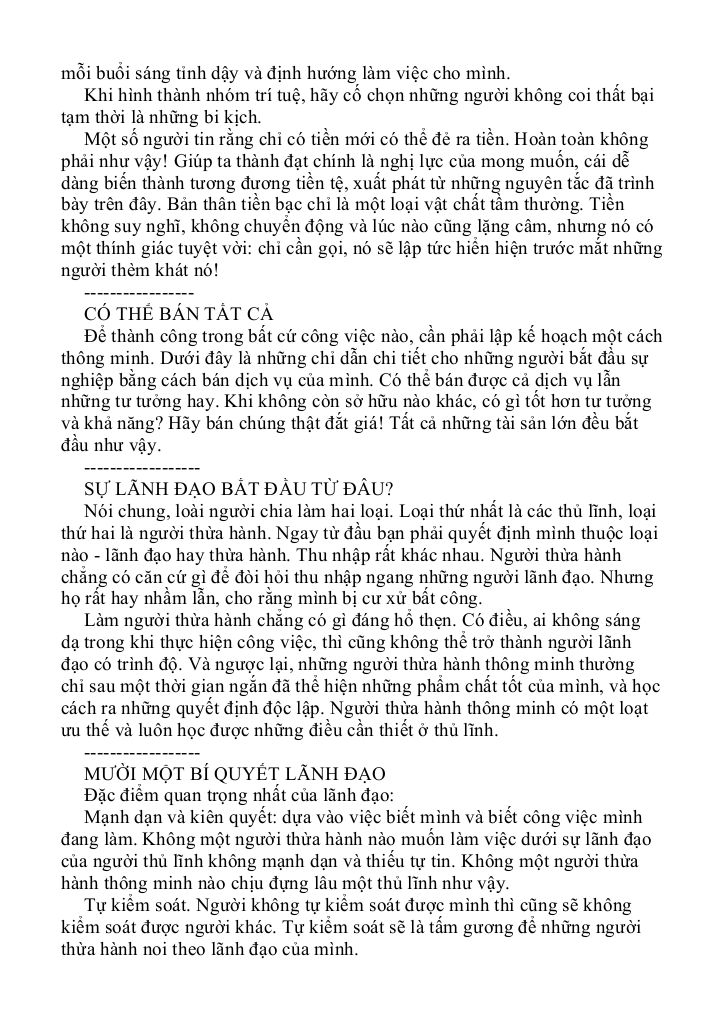 mỗi buổi sáng tỉnh dậy và định hướng làm việc cho mình.
Khi hình thành nhóm trí tuệ, hãy cố chọn những người không coi thất bại
tạm thời là những bi kịch.
Một số người tin rằng chỉ có tiền mới có thể đẻ ra tiền. Hoàn toàn không
phải như vậy! Giúp ta thành đạt chính là nghị lực của mong muốn, cái dễ
dàng biến thành tương đương tiền tệ, xuất phát từ những nguyên tắc đã trình
bày trên đây. Bản thân tiền bạc chỉ là một loại vật chất tầm thường. Tiền
không suy nghĩ, không chuyển động và lúc nào cũng lặng câm, nhưng nó có
một thính giác tuyệt vời: chỉ cần gọi, nó sẽ lập tức hiển hiện trước mắt những
người thèm khát nó!
-----------------
CÓ THỂ BÁN TẤT CẢ
Để thành công trong bất cứ công việc nào, cần phải lập kế hoạch một cách
thông minh. Dưới đây là những chỉ dẫn chi tiết cho những người bắt đầu sự
nghiệp bằng cách bán dịch vụ của mình. Có thể bán được cả dịch vụ lẫn
những tư tưởng hay. Khi không còn sở hữu nào khác, có gì tốt hơn tư tưởng
và khả năng? Hãy bán chúng thật đắt giá! Tất cả những tài sản lớn đều bắt
đầu như vậy.
------------------
SỰ LÃNH ĐẠO BẮT ĐẦU TỪ ĐÂU?
Nói chung, loài người chia làm hai loại. Loại thứ nhất là các thủ lĩnh, loại
thứ hai là người thừa hành. Ngay từ đầu bạn phải quyết định mình thuộc loại
nào - lãnh đạo hay thừa hành. Thu nhập rất khác nhau. Người thừa hành
chẳng có căn cứ gì để đòi hỏi thu nhập ngang những người lãnh đạo. Nhưng
họ rất hay nhầm lẫn, cho rằng mình bị cư xử bất công.
Làm người thừa hành chẳng có gì đáng hổ thẹn. Có điều, ai không sáng
dạ trong khi thực hiện công việc, thì cũng không thể trở thành người lãnh
đạo có trình độ. Và ngược lại, những người thừa hành thông minh thường
chỉ sau một thời gian ngắn đã thể hiện những phẩm chất tốt của mình, và học
cách ra những quyết định độc lập. Người thừa hành thông minh có một loạt
ưu thế và luôn học được những điều cần thiết ở thủ lĩnh.
------------------
MƯỜI MỘT BÍ QUYẾT LÃNH ĐẠO
Đặc điểm quan trọng nhất của lãnh đạo:
Mạnh dạn và kiên quyết: dựa vào việc biết mình và biết công việc mình
đang làm. Không một người thừa hành nào muốn làm việc dưới sự lãnh đạo
của người thủ lĩnh không mạnh dạn và thiếu tự tin. Không một người thừa
hành thông minh nào chịu đựng lâu một thủ lĩnh như vậy.
Tự kiểm soát. Người không tự kiểm soát được mình thì cũng sẽ không
kiểm soát được người khác. Tự kiểm soát sẽ là tấm gương để những người
thừa hành noi theo lãnh đạo của mình.